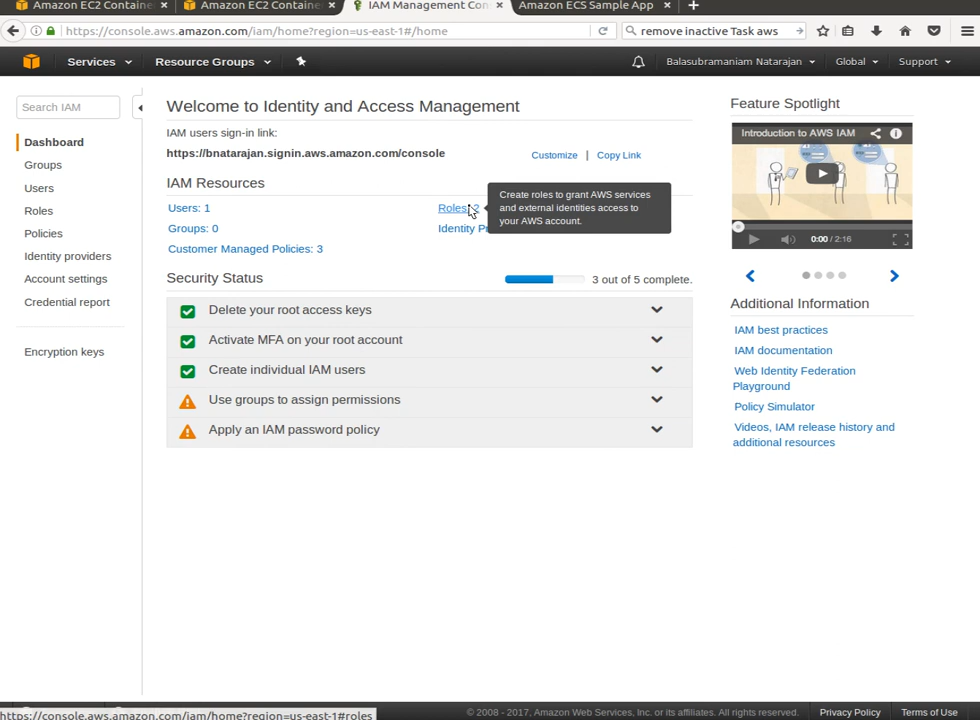 Amazon EC2 Containe ×
Amazon EC2 Containe ×
IAM Management Con ×
Amazon ECS Sample App ×
https://console.aws.amazon.com/iam/home?region=us-east-1#/home
remove inactive Task aws
Services
Resource Groups
Balasubramaniam Natarajan
Global
Support
Search IAM
Dashboard
Groups
Users
Roles
Policies
Identity providers
Account settings
Credential report
Encryption keys
Welcome to Identity and Access Management
IAM users sign-in link:
https://bnatarajan.signin.aws.amazon.com/console
Customize | Copy Link
IAM Resources
Users: 1
Roles: 2
Groups: 0
Identity Pr
Customer Managed Policies: 3
Create roles to grant AWS services
and external identities access to
your AWS account.
Security Status
3 out of 5 complete.
Delete your root access keys
Activate MFA on your root account
Create individual IAM users
Use groups to assign permissions
Apply an IAM password policy
Feature Spotlight
Introduction to AWS IAM
0:00 / 2:16
Additional Information
IAM best practices
IAM documentation
Web Identity Federation
Playground
Policy Simulator
Videos, IAM release history and
additional resources
https://console.aws.amazon.com/iam/home?region=us-east-1#roles
© 2008 - 2017, Amazon Web Services, Inc. or its affiliates. All rights reserved.
Privacy Policy
Terms of Use